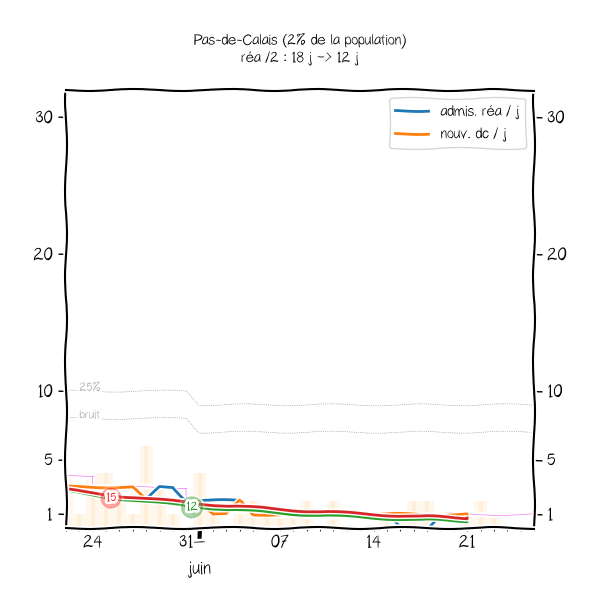 Pas-de-Calais (2% de la population)
réa /2 : 18 j -> 12 j
admis. réa / j
nouv. dc / j
30 30
20 20
10 10
25%
bruit
5 5
15
12
1 1
24 31 07 14 21
juin